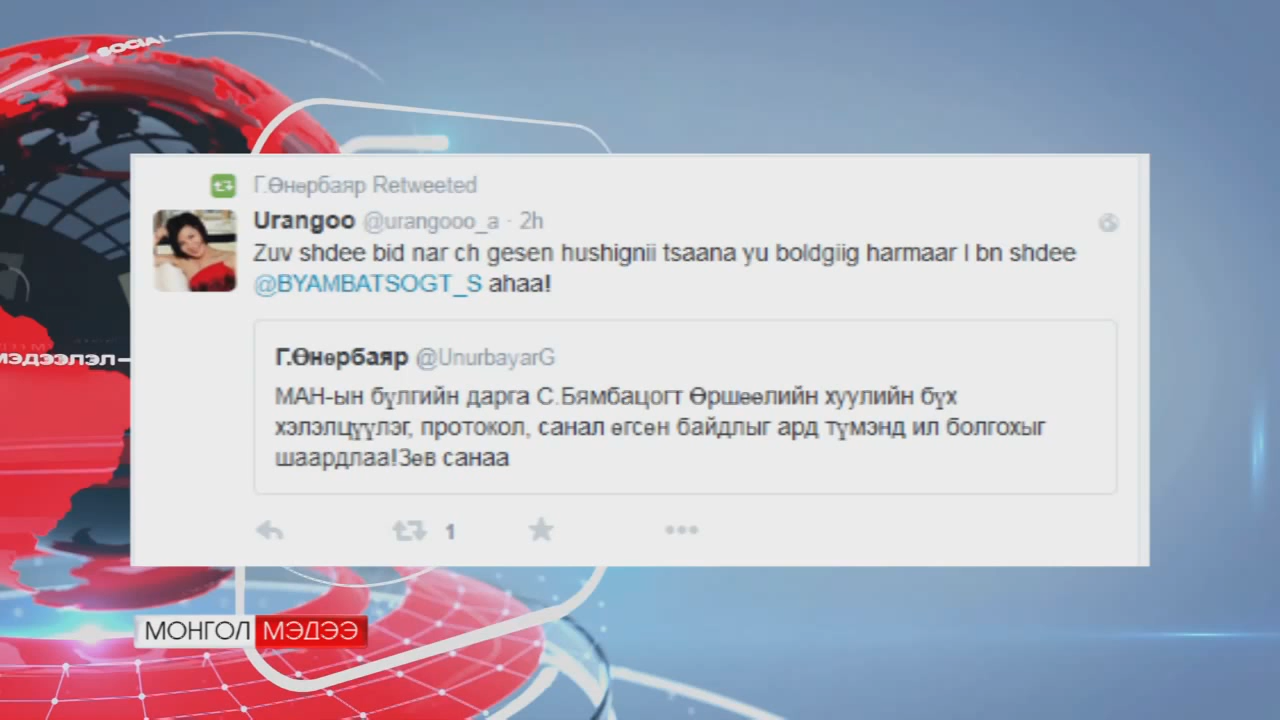 SOCIAL
Г.Өнөрбаяр Retweeted
Urangoo @urangooo_a · 2h
Zuv shdee bid nar ch gesen hushignii tsaana yu boldgiig harmaar l bn shdee
@BYAMBATSOGT_S ahaa!
Г.Өнөрбаяр @UnurbayarG
МАН-ын бүлгийн дарга С.Бямбацогт Өршөөлийн хуулийн бүх
хэлэлцүүлэг, протокол, санал өгсөн байдлыг ард түмэнд ил болгохыг
шаардлаа!Зөв санаа
1
МЭДЭЭЛЭЛ
МОНГОЛ МЭДЭЭ